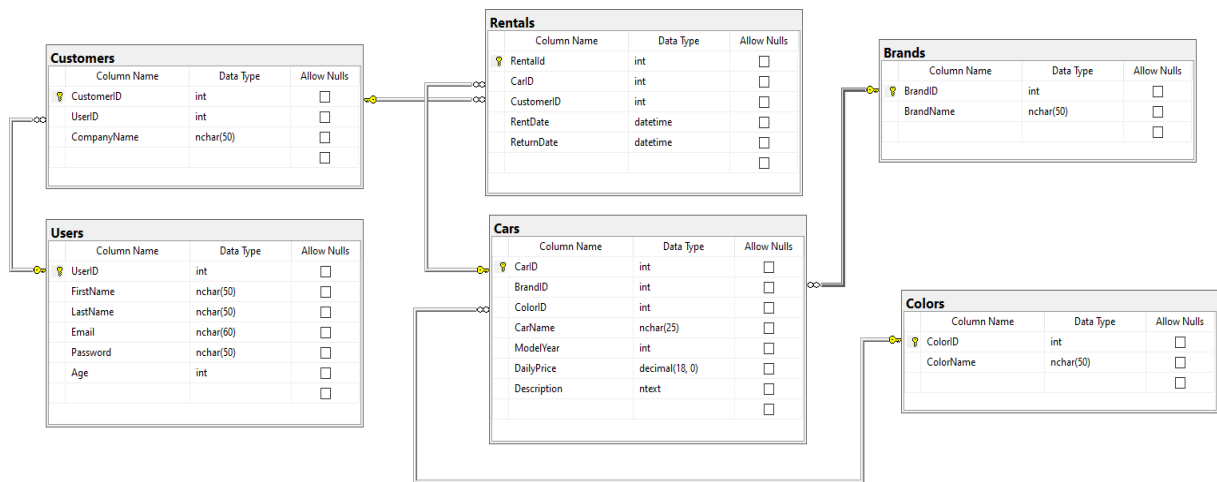 Customers
Column Name Data Type Allow Nulls
CustomerID int
UserID int
CompanyName nchar(50)
Users
Column Name Data Type Allow Nulls
UserID int
FirstName nchar(50)
LastName nchar(50)
Email nchar(60)
Password nchar(50)
Age int
Rentals
Column Name Data Type Allow Nulls
RentalId int
CarID int
CustomerID int
RentDate datetime
ReturnDate datetime
Cars
Column Name Data Type Allow Nulls
CarID int
BrandID int
ColorID int
CarName nchar(25)
ModelYear int
DailyPrice decimal(18, 0)
Description ntext
Brands
Column Name Data Type Allow Nulls
BrandID int
BrandName nchar(50)
Colors
Column Name Data Type Allow Nulls
ColorID int
ColorName nchar(50)